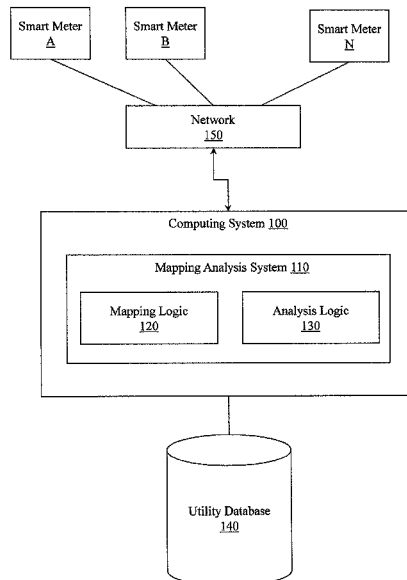 Smart Meter
A
Smart Meter
B
Smart Meter
N
Network
150
Computing System 100
Mapping Analysis System 110
Mapping Logic
120
Analysis Logic
130
Utility Database
140